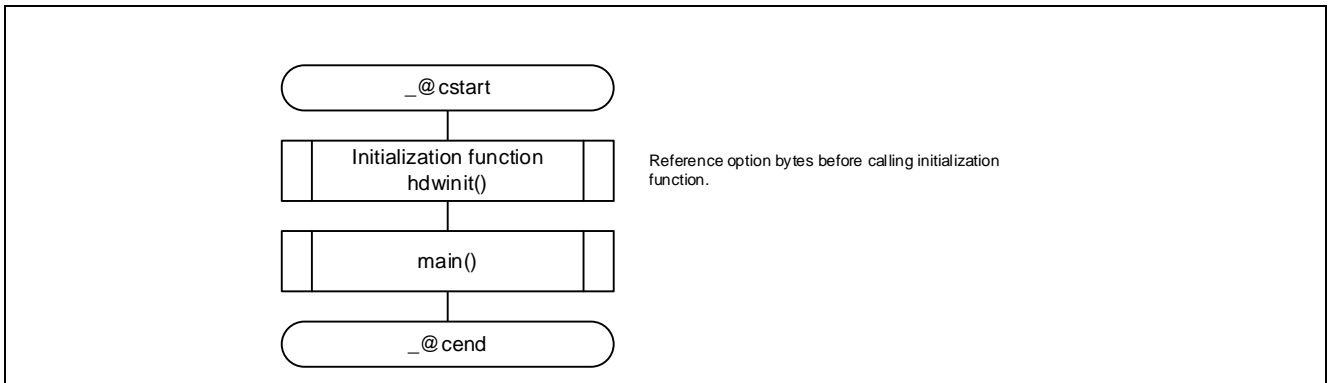 _@cstart
Initialization function
hdwinit()
Reference option bytes before calling initialization
function.
main()
_@cend